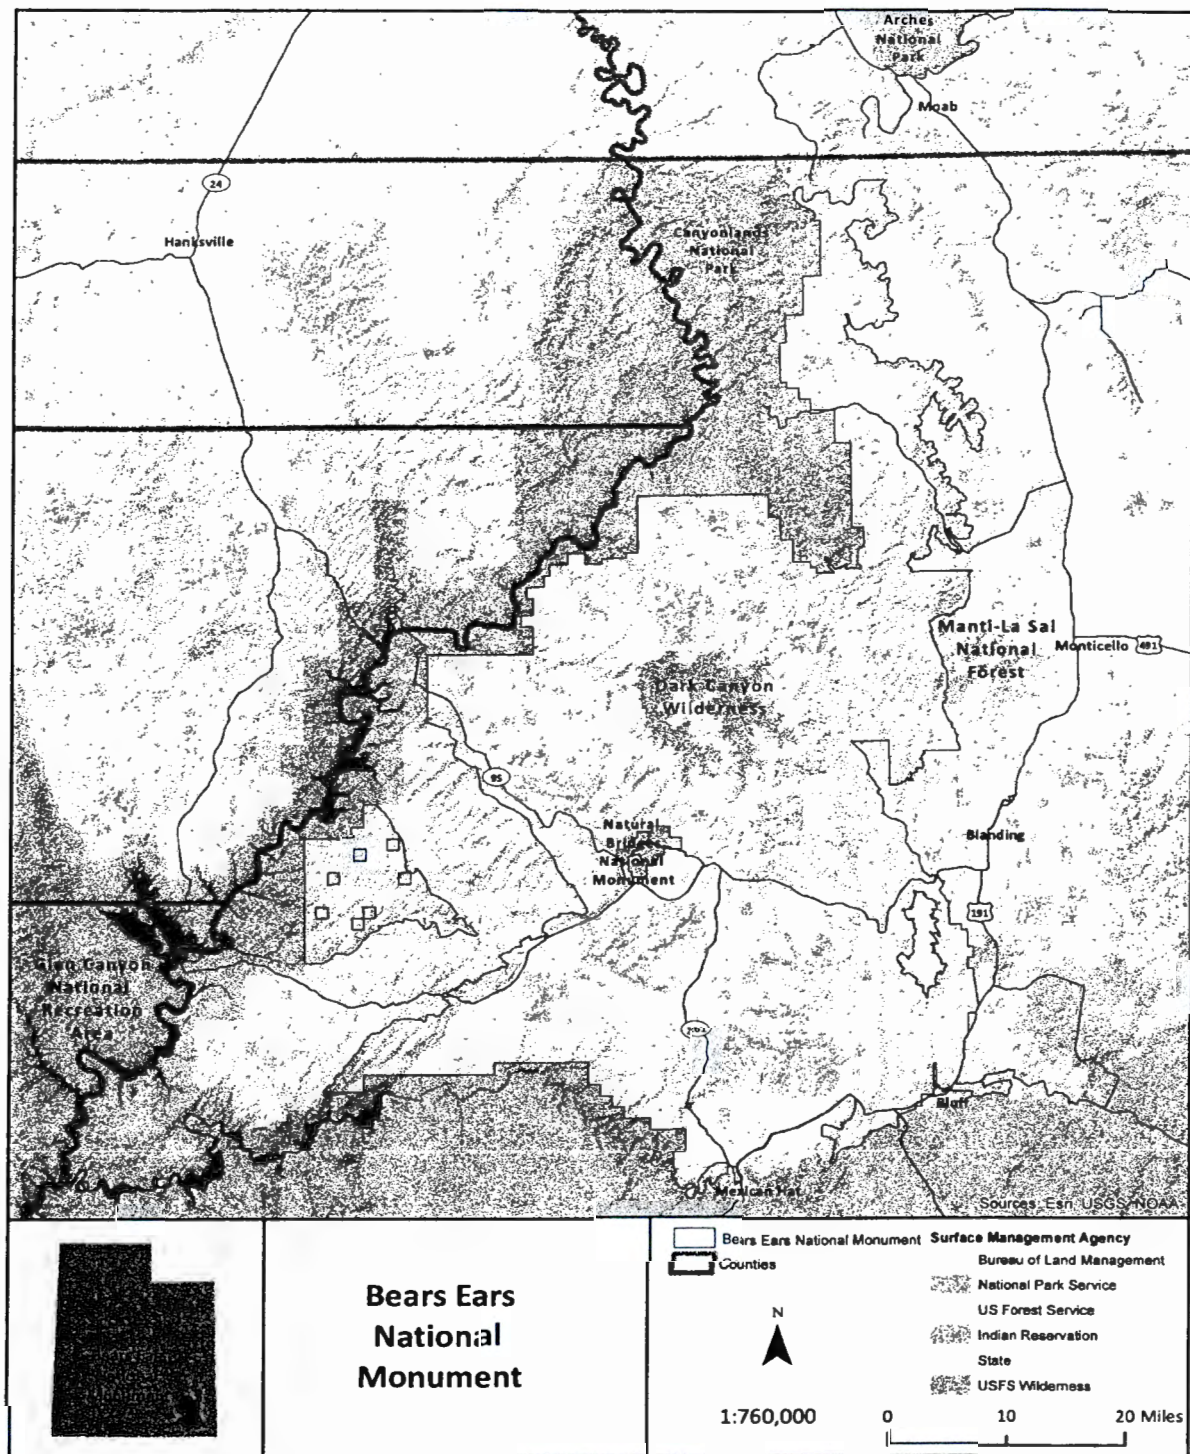 Arches
National
Park
Moab
24
Hanksville
Canyonlands
National
Park
Manti-La Sal
National
Forest
Monticello 491
Dark Canyon
Wilderness
95
Natural
Bridges
National
Monument
Blanding
191
Glen Canyon
National
Recreation
Area
Bluff
Mexican Hat
Sources: Esri, USGS, NOAA
Bears Ears
National
Monument
Bears Ears National Monument
Counties
N
1:760,000
Surface Management Agency
Bureau of Land Management
National Park Service
US Forest Service
Indian Reservation
State
USFS Wilderness
0 10 20 Miles